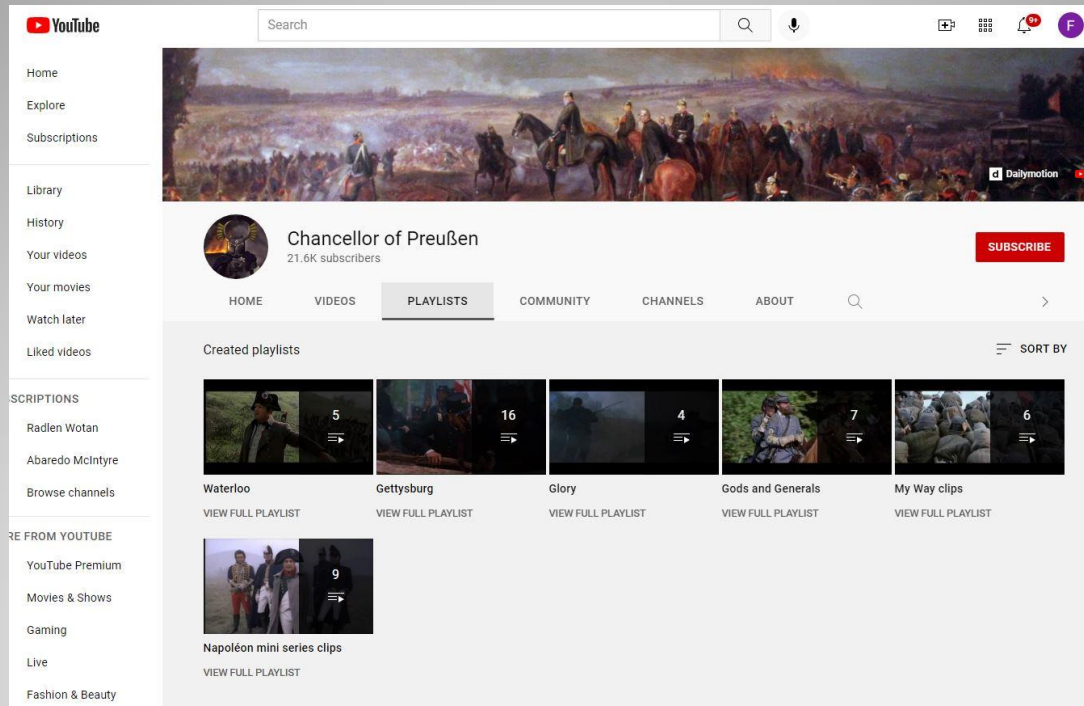 YouTube
Search
9+
F
Home
Explore
Subscriptions
Library
History
Your videos
Your movies
Watch later
Liked videos
SCRIPTIONS
Radlen Wotan
Abaredo McIntyre
Browse channels
RE FROM YOUTUBE
YouTube Premium
Movies & Shows
Gaming
Live
Fashion & Beauty
d Dailymotion
Chancellor of Preußen
21.6K subscribers
SUBSCRIBE
HOME VIDEOS PLAYLISTS COMMUNITY CHANNELS ABOUT
Created playlists
SORT BY
5 16 4 7 6
Waterloo Gettysburg Glory Gods and Generals My Way clips
VIEW FULL PLAYLIST VIEW FULL PLAYLIST VIEW FULL PLAYLIST VIEW FULL PLAYLIST VIEW FULL PLAYLIST
9
Napoléon mini series clips
VIEW FULL PLAYLIST